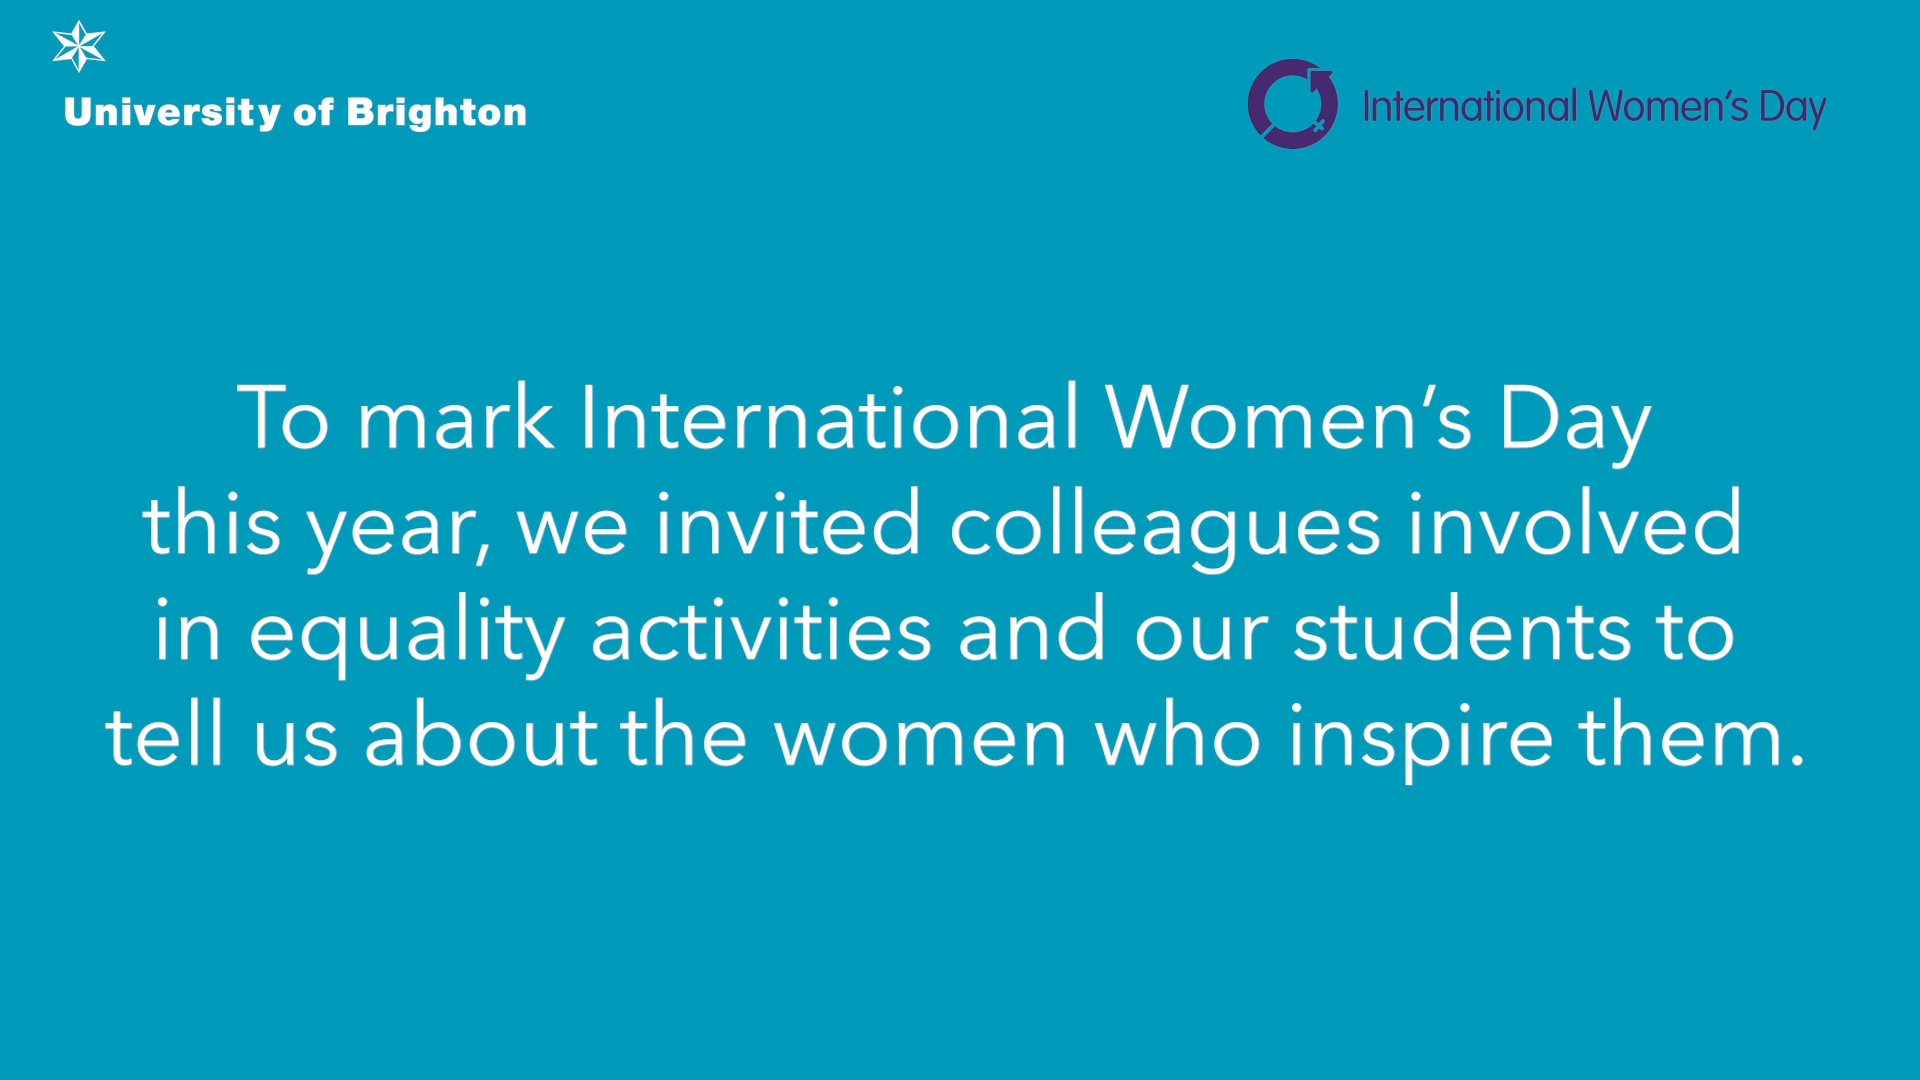 University of Brighton
International Women’s Day
To mark International Women’s Day
this year, we invited colleagues involved
in equality activities and our students to
tell us about the women who inspire them.